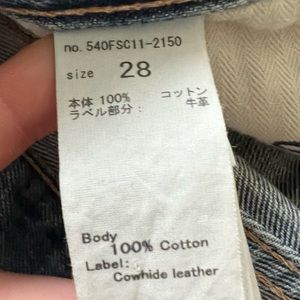 no. 540FSC11-2150
size 28
本体 100% コットン
ラベル部分： 牛革
Body
100% Cotton
Label:
Cowhide leather